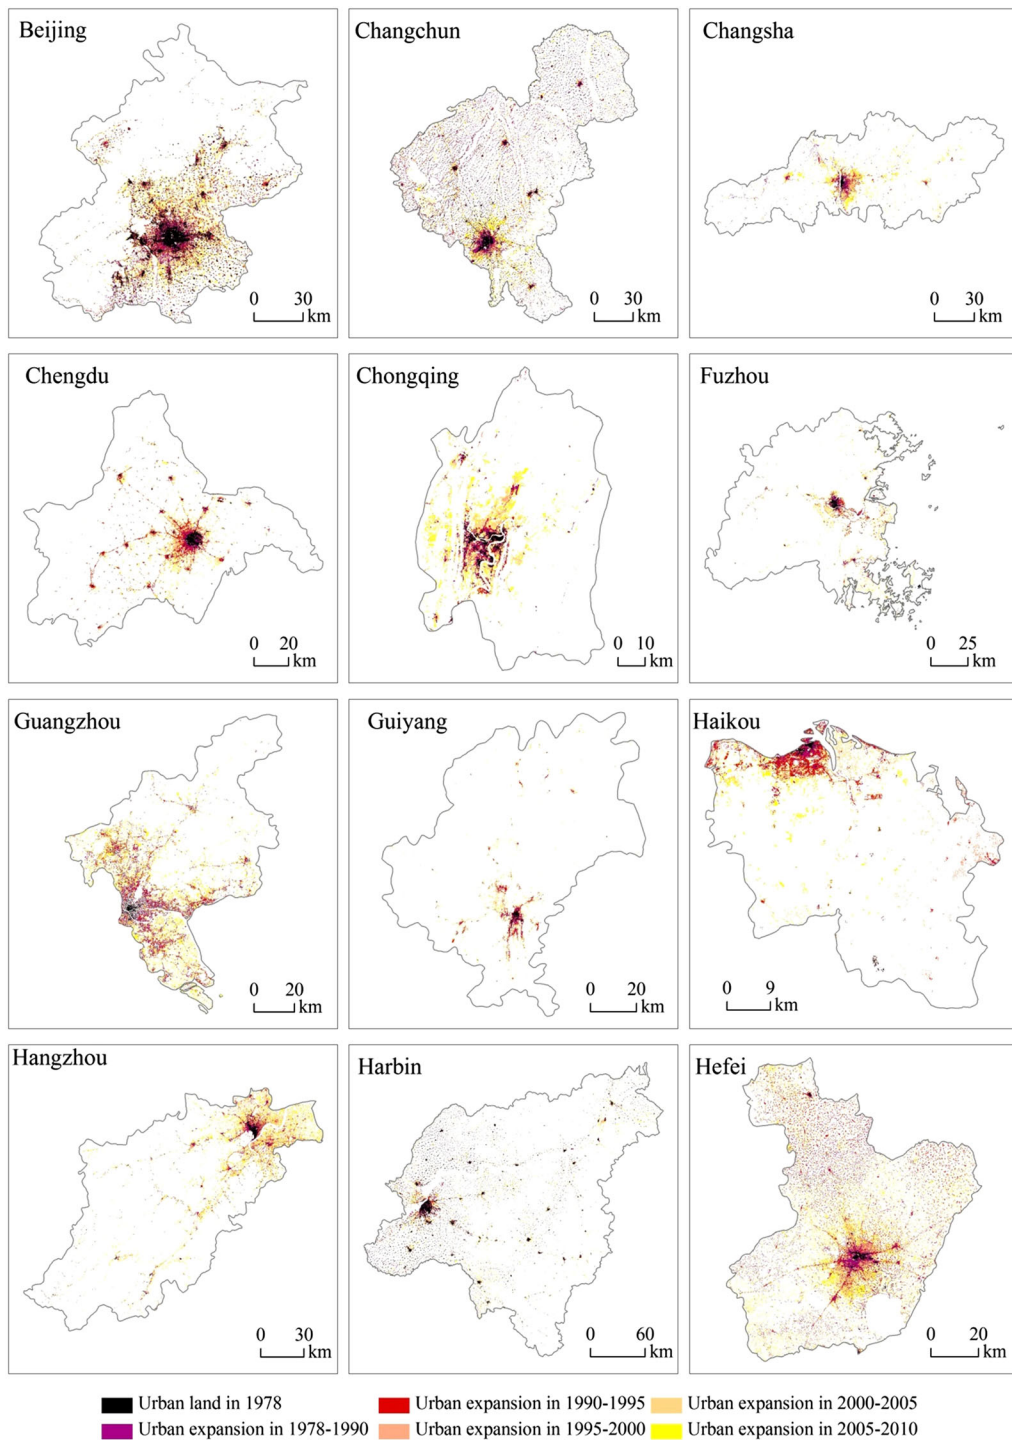 Beijing
0 30
km
Changchun
0 30
km
Changsha
0 30
km
Chengdu
0 20
km
Chongqing
0 10
km
Fuzhou
0 25
km
Guangzhou
0 20
km
Guiyang
0 20
km
Haikou
0 9
km
Hangzhou
0 30
km
Harbin
0 60
km
Hefei
0 20
km
Urban land in 1978
Urban expansion in 1990-1995
Urban expansion in 2000-2005
Urban expansion in 1978-1990
Urban expansion in 1995-2000
Urban expansion in 2005-2010